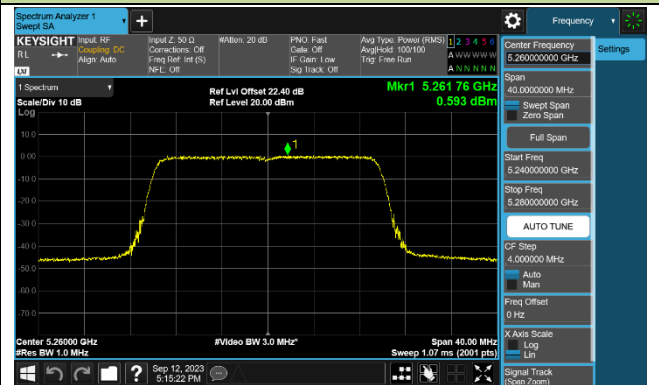 Spectrum Analyzer 1
Swept SA
Frequency
KEYSIGHT
RL
LXI
Input: RF
Coupling: DC
Align: Auto
Input Z: 50 Ω
Corrections: Off
Freq Ref: Int (S)
NFE: Off
#Atten: 20 dB
PNO: Fast
Gate: Off
IF Gain: Low
Sig Track: Off
Avg Type: Power (RMS)
Avg|Hold: 100/100
Trig: Free Run
1 2 3 4 5 6
A W W W W W
A N N N N N
1 Spectrum
Scale/Div 10 dB
Log
Ref Lvl Offset 22.40 dB
Ref Level 20.00 dBm
Mkr1 5.261 76 GHz
0.593 dBm
1
10.0
0.00
-10.0
-20.0
-30.0
-40.0
-50.0
-60.0
-70.0
Center 5.26000 GHz
#Res BW 1.0 MHz
#Video BW 3.0 MHz*
Span 40.00 MHz
Sweep 1.07 ms (2001 pts)
Sep 12, 2023
5:15:22 PM
Center Frequency
5.260000000 GHz
Settings
Span
40.0000000 MHz
Swept Span
Zero Span
Full Span
Start Freq
5.240000000 GHz
Stop Freq
5.280000000 GHz
AUTO TUNE
CF Step
4.000000 MHz
Auto
Man
Freq Offset
0 Hz
X Axis Scale
Log
Lin
Signal Track
(Span Zoom)